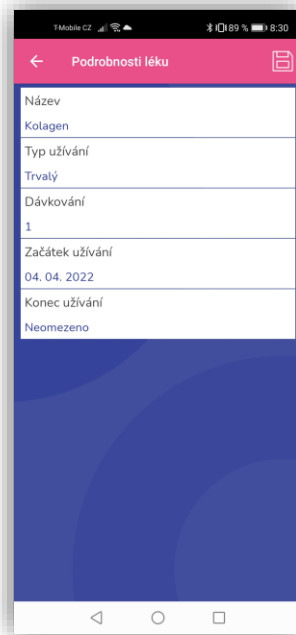 T-Mobile CZ 89 % 8:30
Podrobnosti léku
Název
Kolagen
Typ užívání
Trvalý
Dávkování
1
Začátek užívání
04. 04. 2022
Konec užívání
Neomezeno